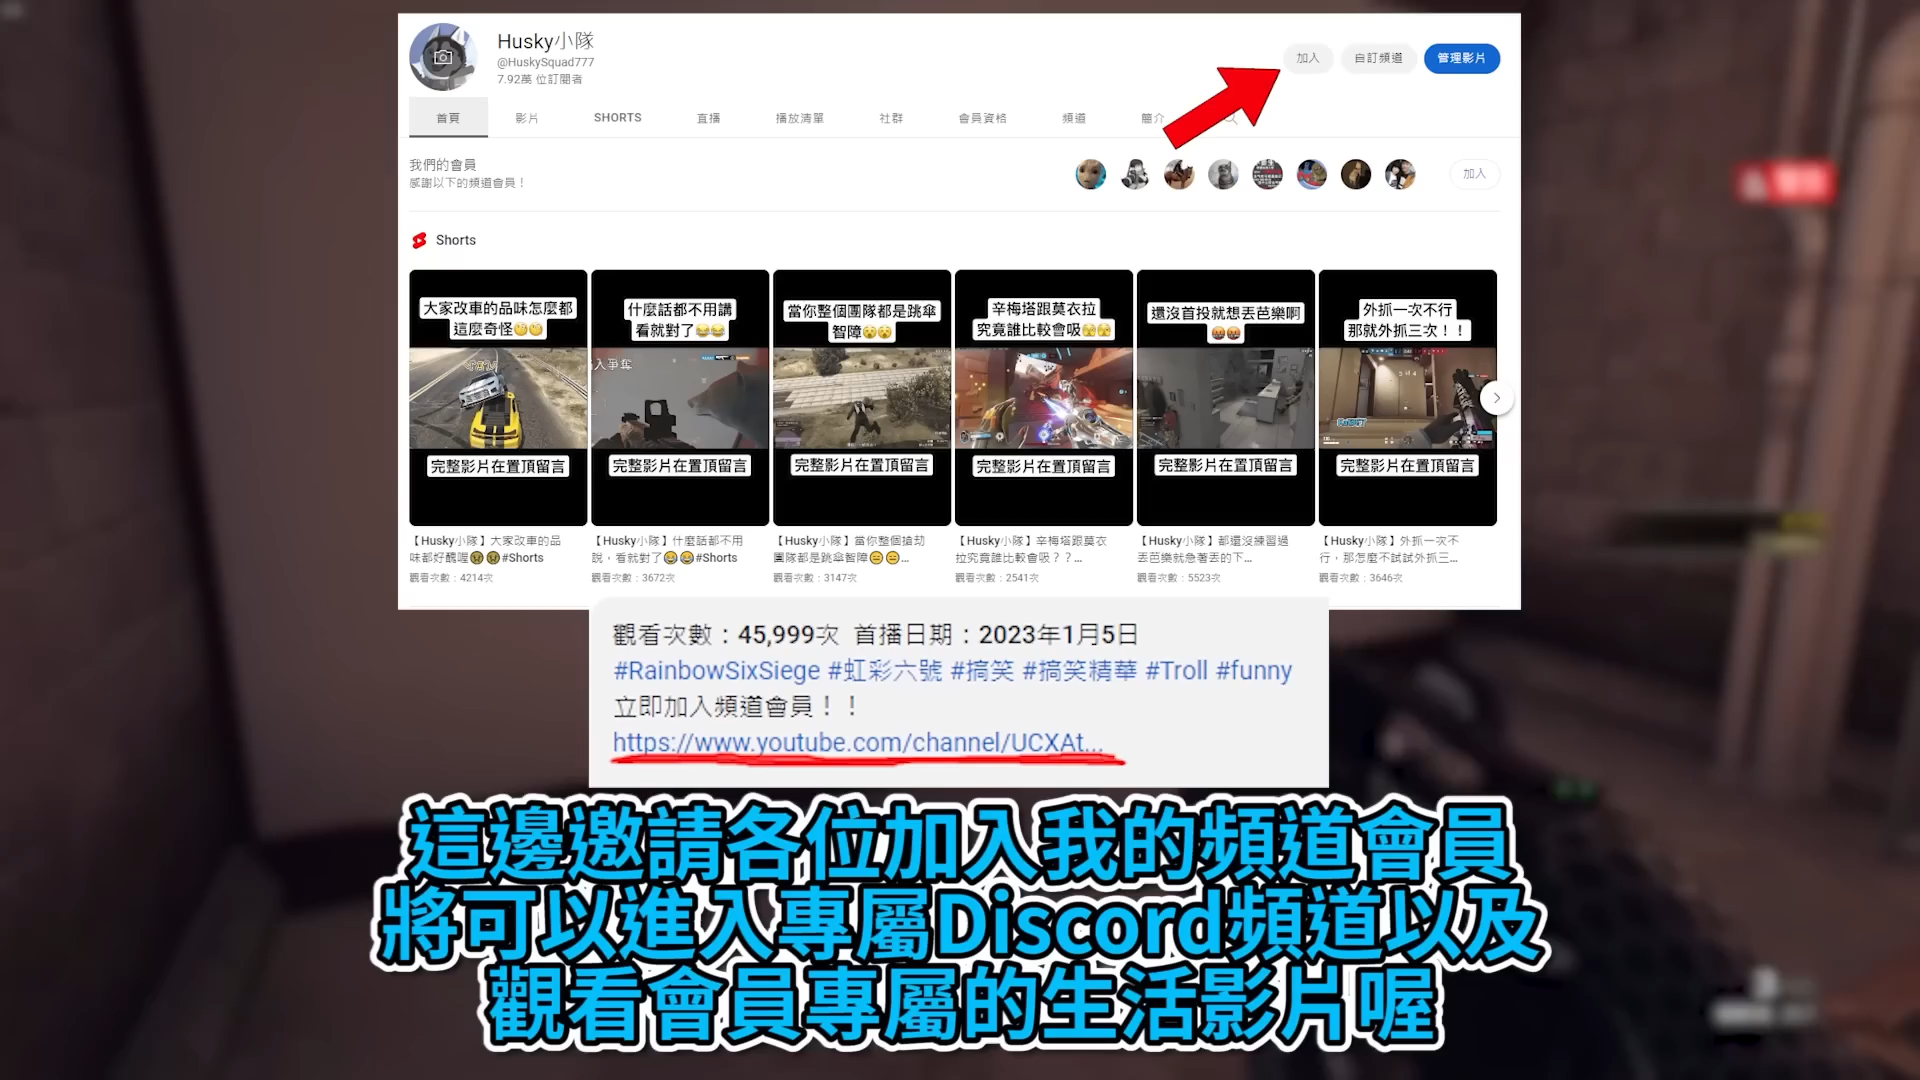 Husky小隊
@HuskySquad777
7.92萬 位訂閱者
加入
自訂頻道
管理影片
首頁
影片
SHORTS
直播
播放清單
社群
會員資格
頻道
簡介
我們的會員
感謝以下的頻道會員！
加入
Shorts
大家改車的品味怎麼都
這麼奇怪🤔🤔
完整影片在置頂留言
什麼話都不用講
看就對了😂😂
入爭奪
完整影片在置頂留言
當你整個團隊都是跳傘
智障😵😵
完整影片在置頂留言
辛梅塔跟莫衣拉
究竟誰比較會吸🫣🫣
完整影片在置頂留言
還沒首投就想丟芭樂啊
🤬🤬
完整影片在置頂留言
外抓一次不行
那就外抓三次！！
完整影片在置頂留言
【Husky小隊】大家改車的品
味都好醜喔🤢🤢#Shorts
觀看次數：4214次
【Husky小隊】什麼話都不用
說，看就對了😂😂#Shorts
觀看次數：3672次
【Husky小隊】當你整個搶劫
團隊都是跳傘智障😑😑...
觀看次數：3147次
【Husky小隊】辛梅塔跟莫衣
拉究竟誰比較會吸？？...
觀看次數：2541次
【Husky小隊】都還沒練習過
丟芭樂就急著丟的下...
觀看次數：5523次
【Husky小隊】外抓一次不
行，那怎麼不試試外抓三...
觀看次數：3646次
觀看次數：45,999次 首播日期：2023年1月5日
#RainbowSixSiege #虹彩六號 #搞笑 #搞笑精華 #Troll #funny
立即加入頻道會員！！
https://www.youtube.com/channel/UCXAt...
這邊邀請各位加入我的頻道會員
將可以進入專屬Discord頻道以及
觀看會員專屬的生活影片喔